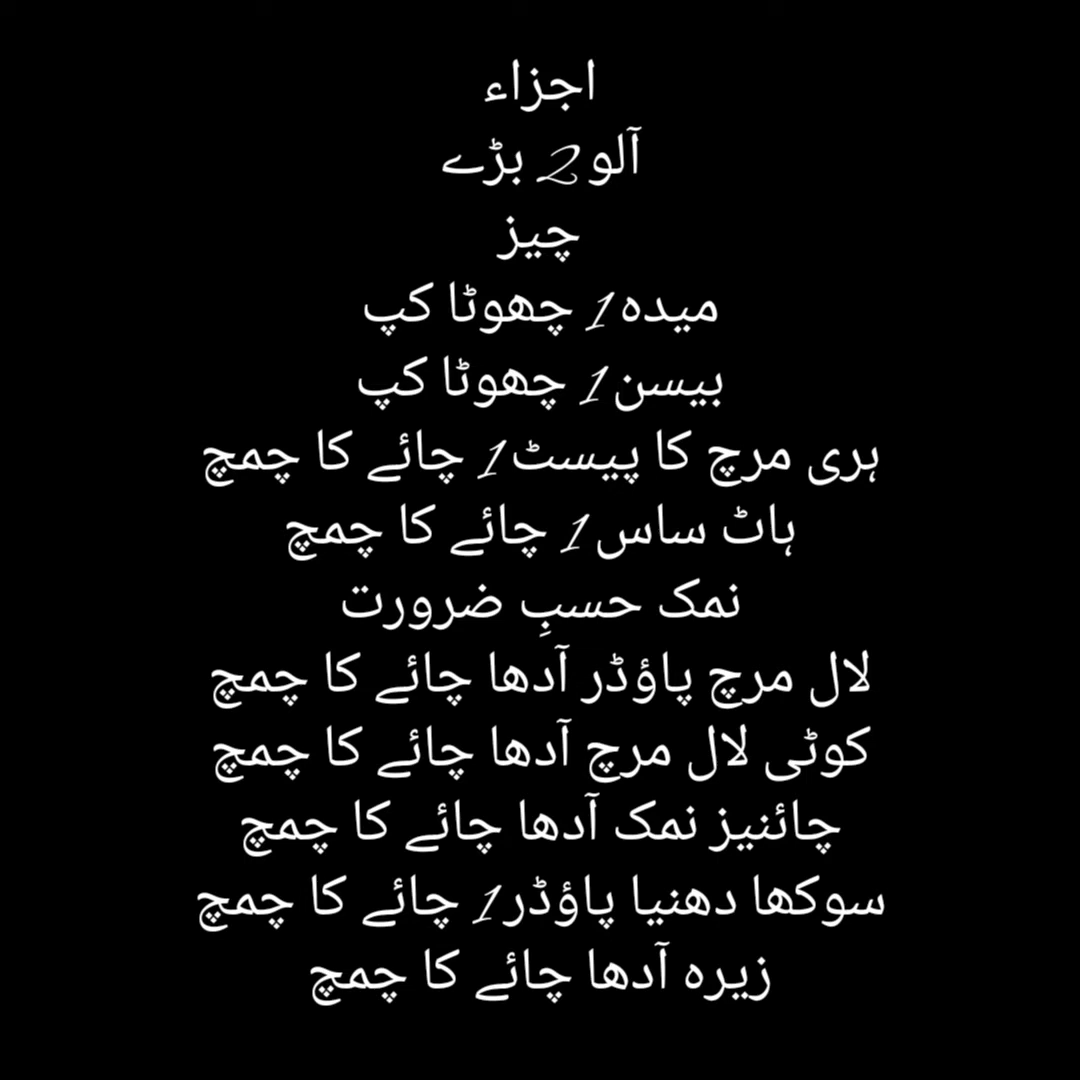 اجزاء
آلو 2 بڑے
چیز
میدہ 1 چھوٹا کپ
بیسن 1 چھوٹا کپ
ہری مرچ کا پیسٹ 1 چائے کا چمچ
ہاٹ ساس 1 چائے کا چمچ
نمک حسبِ ضرورت
لال مرچ پاؤڈر آدھا چائے کا چمچ
کوٹی لال مرچ آدھا چائے کا چمچ
چائنیز نمک آدھا چائے کا چمچ
سوکھا دھنیا پاؤڈر 1 چائے کا چمچ
زیرہ آدھا چائے کا چمچ